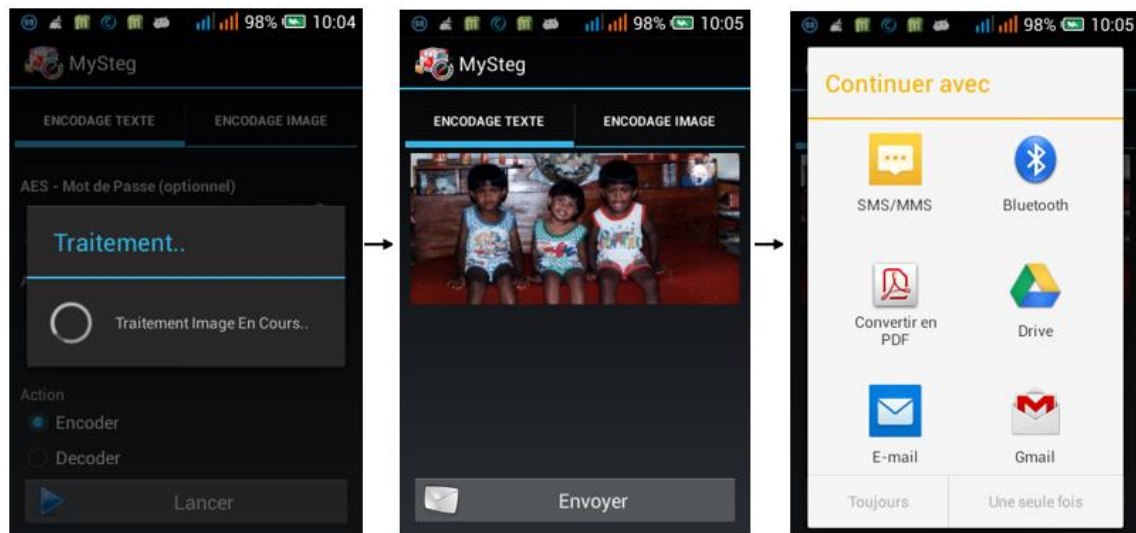 98% 10:04
MySteg
ENCODAGE TEXTE ENCODAGE IMAGE
AES - Mot de Passe (optionnel)
Traitement..
Traitement Image En Cours..
Action
Encoder
Decoder
Lancer
98% 10:05
MySteg
ENCODAGE TEXTE ENCODAGE IMAGE
Envoyer
98% 10:05
Continuer avec
SMS/MMS Bluetooth
Convertir en
PDF
Drive
E-mail Gmail
Toujours Une seule fois